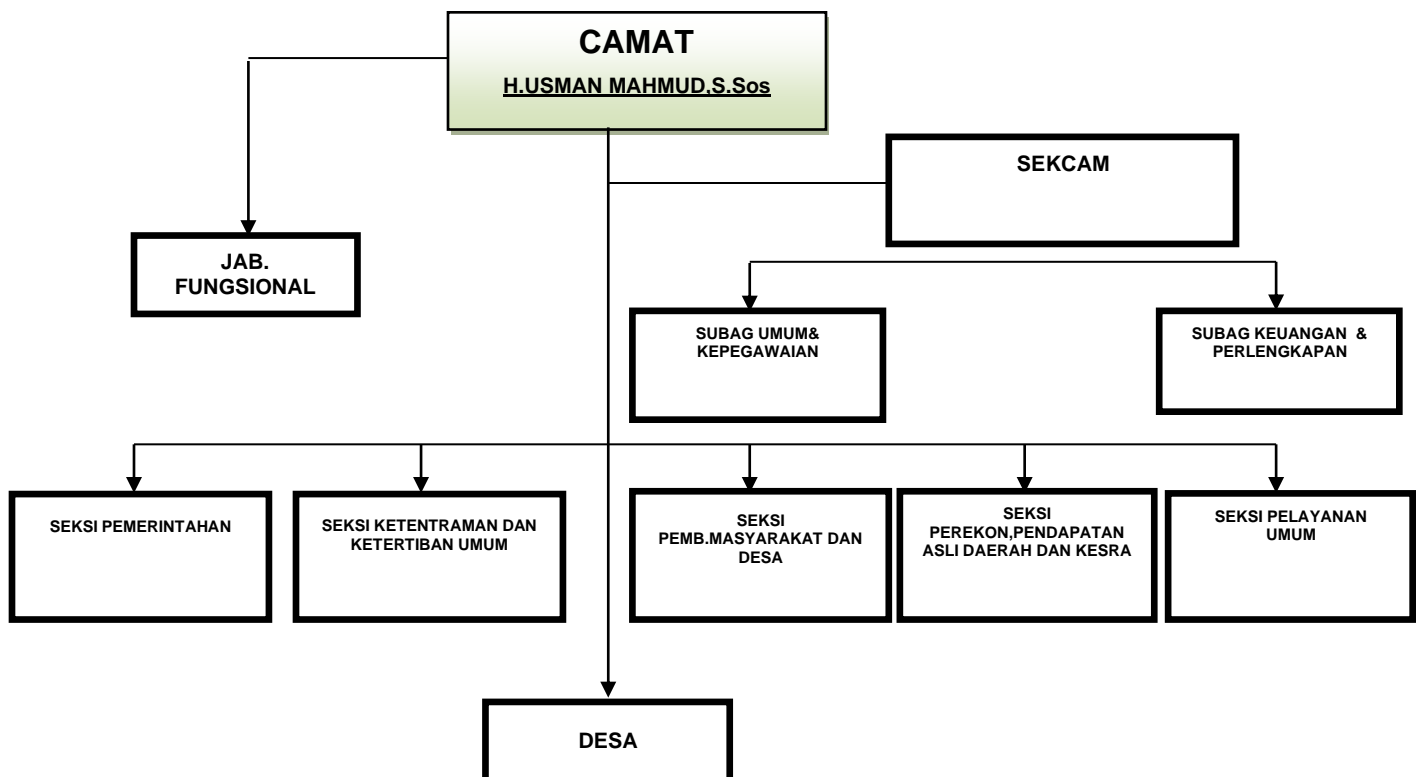 CAMAT
H.USMAN MAHMUD,S.Sos
SEKCAM
JAB.
FUNGSIONAL
SUBAG UMUM&
KEPEGAWAIAN
SUBAG KEUANGAN &
PERLENGKAPAN
SEKSI PEMERINTAHAN
SEKSI KETENTRAMAN DAN
KETERTIBAN UMUM
SEKSI
PEMB.MASYARAKAT DAN
DESA
SEKSI
PEREKON,PENDAPATAN
ASLI DAERAH DAN KESRA
SEKSI PELAYANAN
UMUM
DESA